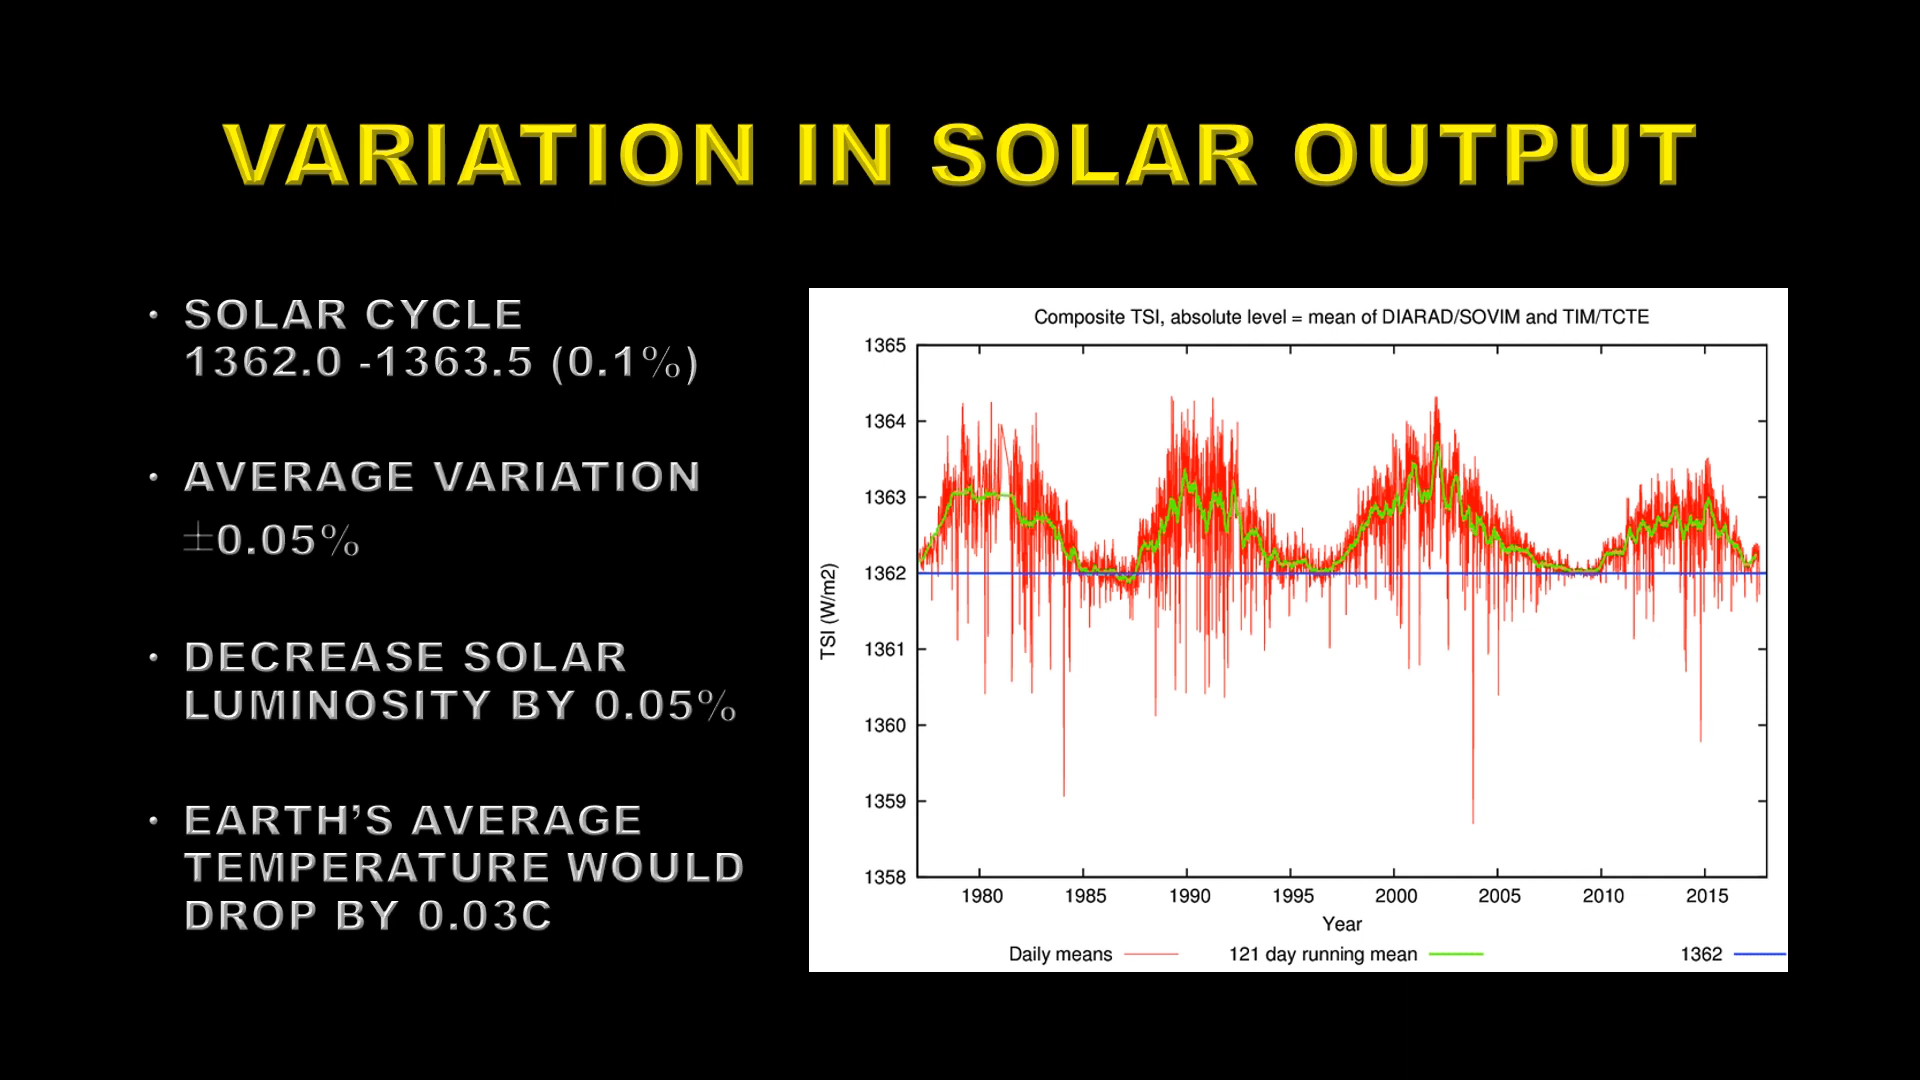 VARIATION IN SOLAR OUTPUT
• SOLAR CYCLE
1362.0 -1363.5 (0.1%)
• AVERAGE VARIATION
±0.05%
• DECREASE SOLAR
LUMINOSITY BY 0.05%
• EARTH’S AVERAGE
TEMPERATURE WOULD
DROP BY 0.03C
Composite TSI, absolute level = mean of DIARAD/SOVIM and TIM/TCTE
1365
1364
1363
1362
1361
1360
1359
1358
TSI (W/m2)
1980 1985 1990 1995 2000 2005 2010 2015
Year
Daily means 121 day running mean 1362